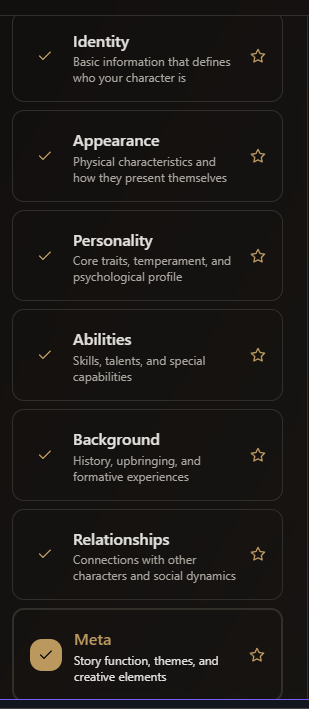 Identity
Basic information that defines
who your character is
Appearance
Physical characteristics and
how they present themselves
Personality
Core traits, temperament, and
psychological profile
Abilities
Skills, talents, and special
capabilities
Background
History, upbringing, and
formative experiences
Relationships
Connections with other
characters and social dynamics
Meta
Story function, themes, and
creative elements